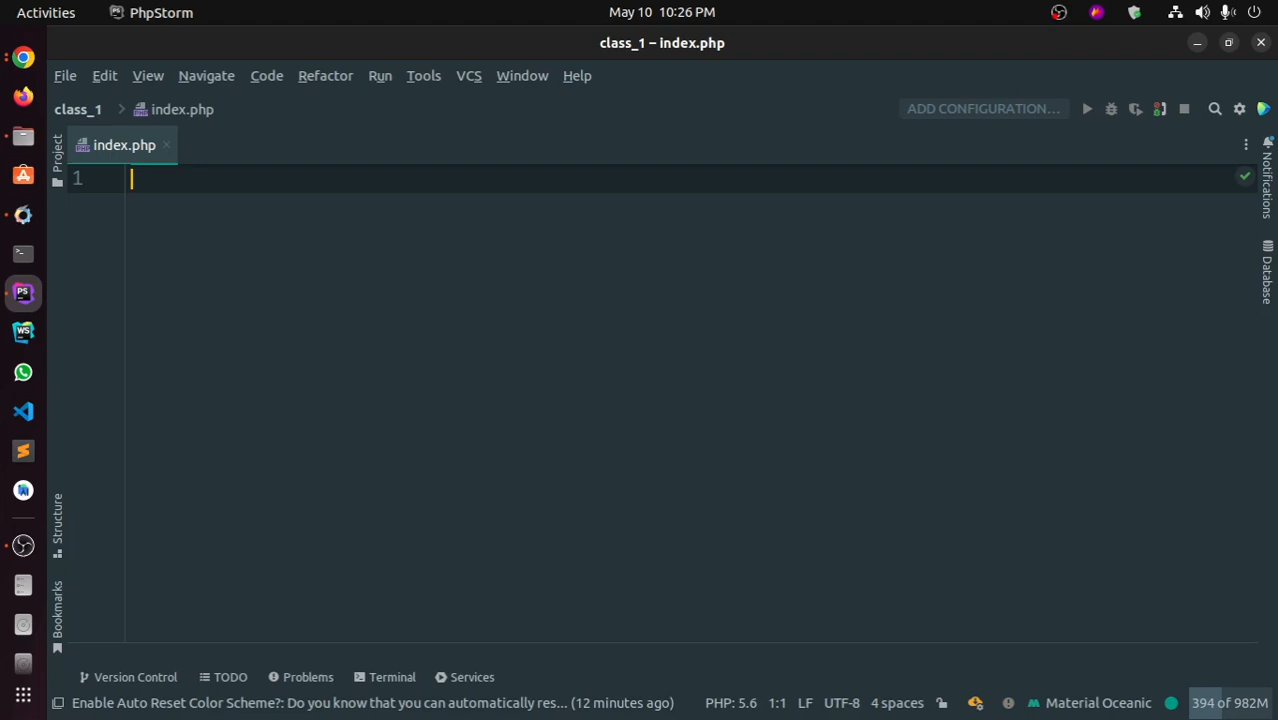 Activities PhpStorm May 10 10:26 PM
class_1 – index.php
File Edit View Navigate Code Refactor Run Tools VCS Window Help
class_1 index.php ADD CONFIGURATION...
index.php
Project
1
Notifications
Database
PS
WS
Structure
Bookmarks
Version Control TODO Problems Terminal Services
Enable Auto Reset Color Scheme?: Do you know that you can automatically res... (12 minutes ago) PHP: 5.6 1:1 LF UTF-8 4 spaces Material Oceanic 394 of 982M